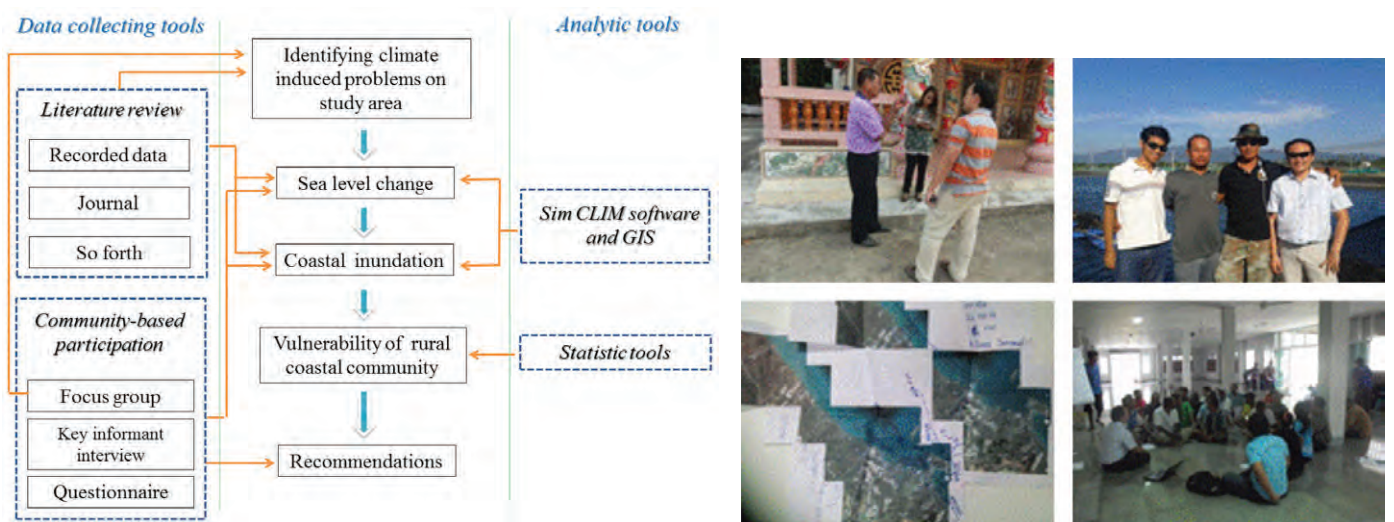 Data collecting tools
Analytic tools
Identifying climate
induced problems on
study area
Literature review
Recorded data
Journal
So forth
Sea level change
Sim CLIM software
and GIS
Coastal inundation
Community-based
participation
Focus group
Key informant
interview
Questionnaire
Vulnerability of rural
coastal community
Statistic tools
Recommendations